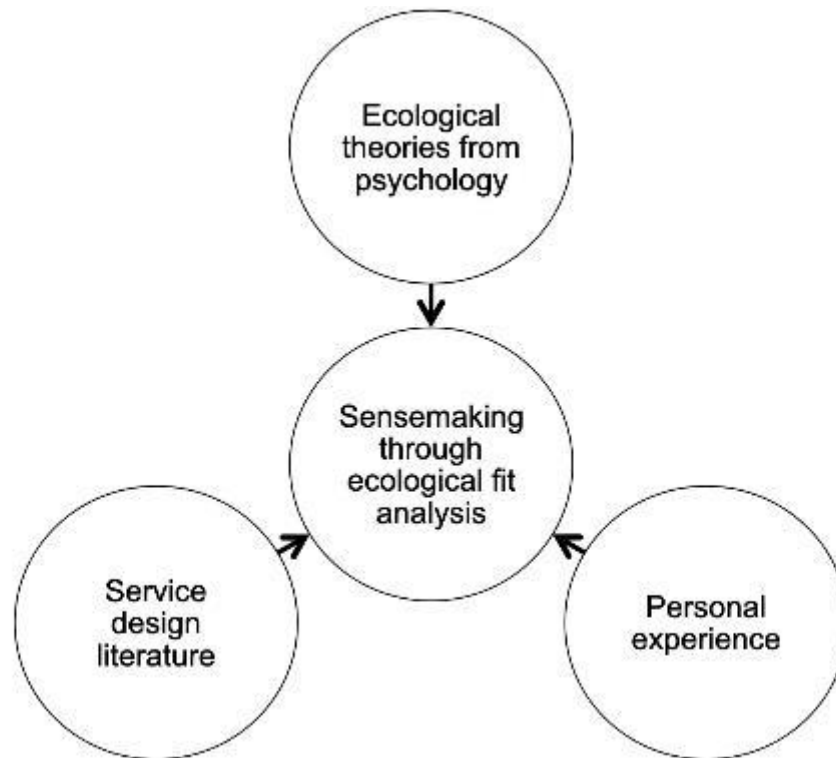 Ecological
theories from
psychology
Sensemaking
through
ecological fit
analysis
Service
design
literature
Personal
experience